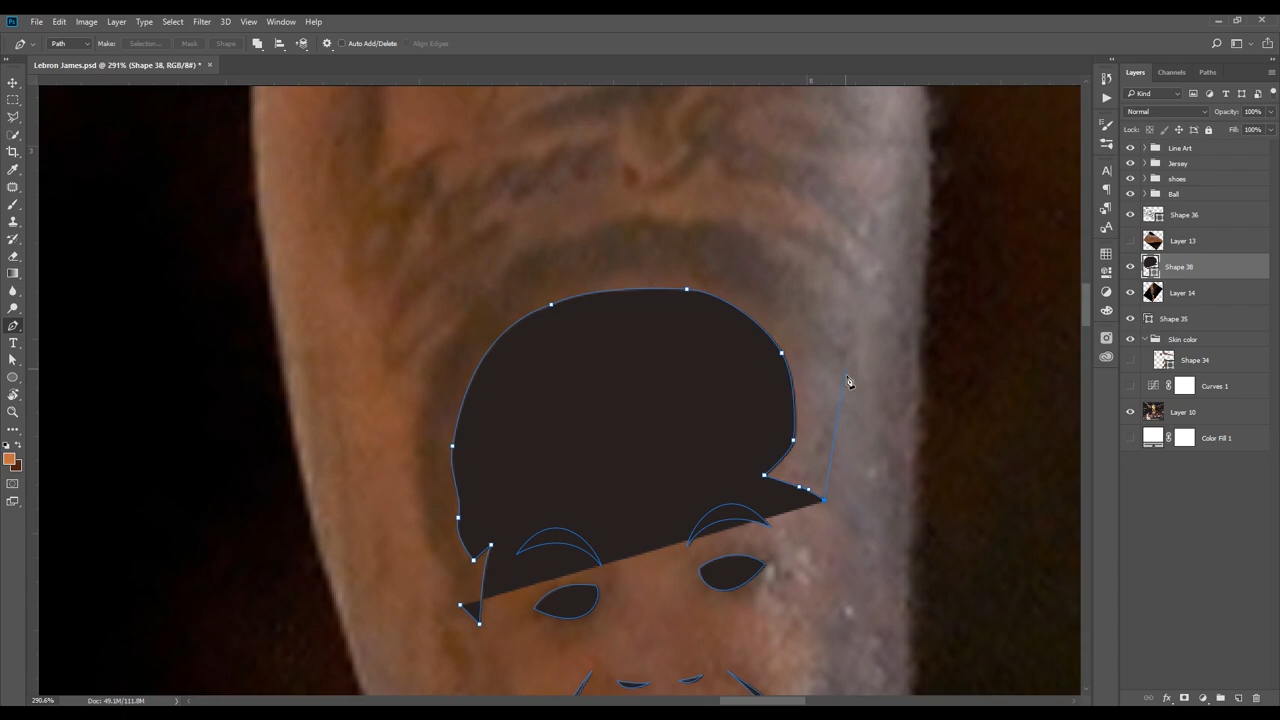 Ps File Edit Image Layer Type Select Filter 3D View Window Help
Path Make: Selection... Mask Shape Auto Add/Delete Align Edges
Lebron James.psd @ 291% (Shape 38, RGB/8#) *
8
3
Layers Channels Paths
Kind
Normal Opacity: 100%
Lock: Fill: 100%
Line Art
Jersey
shoes
Ball
Shape 36
Layer 13
Shape 38
Layer 14
Shape 35
Skin color
Shape 34
Curves 1
Layer 10
Color Fill 1
290.6% Doc: 49.1M/111.8M